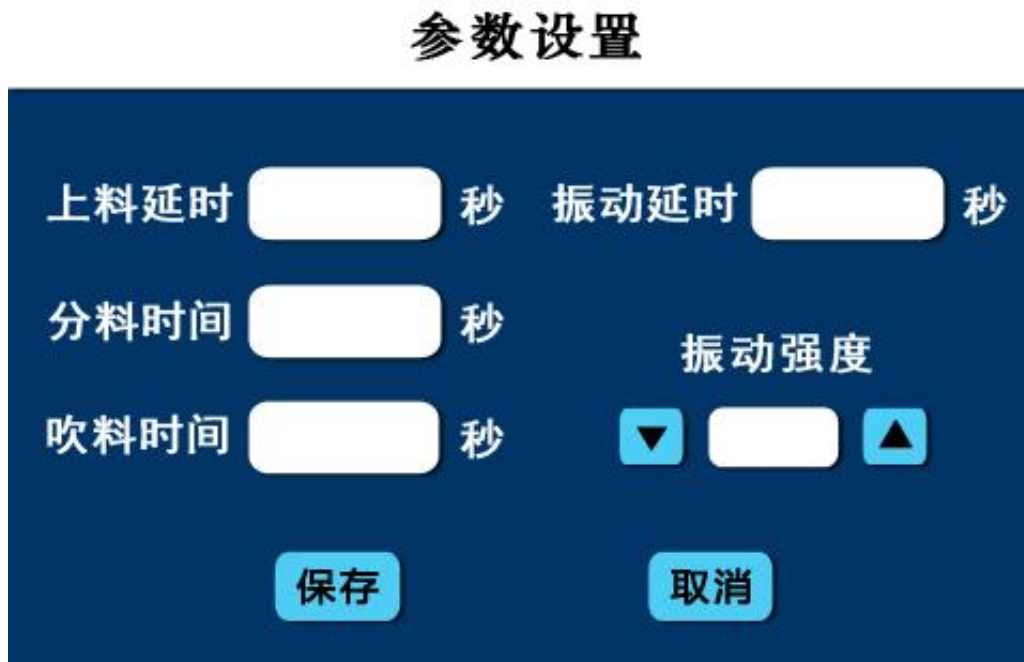 参数设置
上料延时 秒 振动延时 秒
分料时间 秒
振动强度
吹料时间 秒
▼ ▲
保存 取消